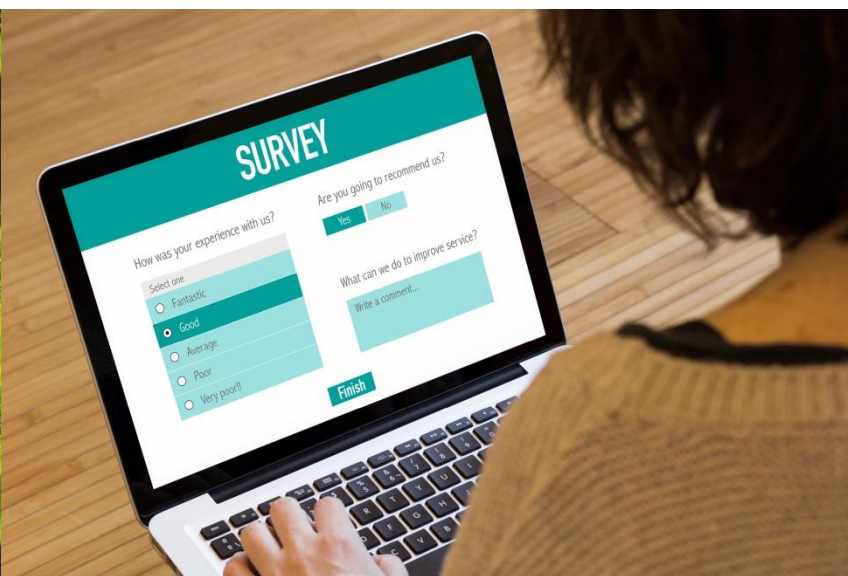 SURVEY
How was your experience with us?
Select one
Fantastic
Good
Average
Poor
Very poor!!
Are you going to recommend us?
Yes No
What can we do to improve service?
Write a comment...
Finish